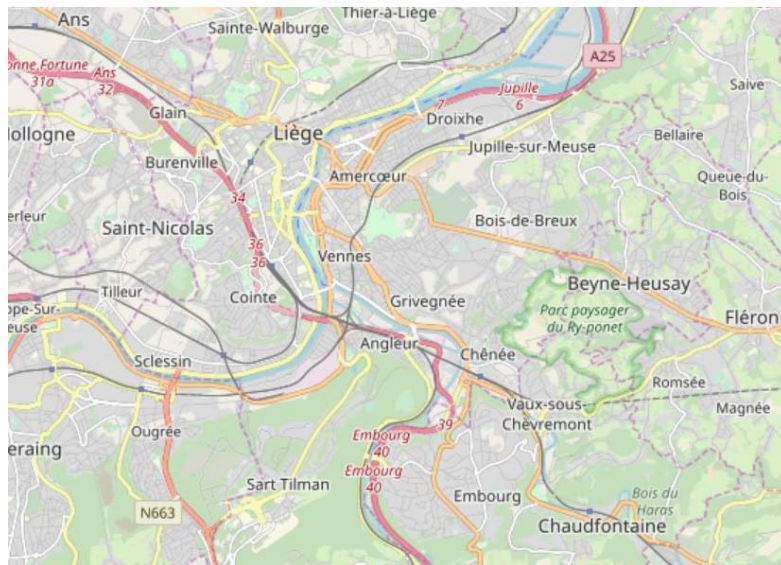 Thier-à-Liège
Ans
Sainte-Walburge
A25
onne Fortune
31a
Ans
32
Jupille
6
7
Saive
Glain
Droixhe
ollogne
Liège
Bellaire
Burenville
Jupille-sur-Meuse
Amercœur
Queue-du-
Bois
34
erleur
Saint-Nicolas
Bois-de-Breux
36
36
Vennes
Tilleur
Cointe
Grivegnée
Beyne-Heusay
ope-Sur-
euse
Parc paysager
du Ry-ponet
Fléron
Angleur
Chênée
Sclessin
Romsée
Vaux-sous-
Chèvremont
Magnée
39
Ougrée
Embourg
40
eraing
Embourg
40
Sart Tilman
Embourg
Bois du
Haras
N663
Chaudfontaine